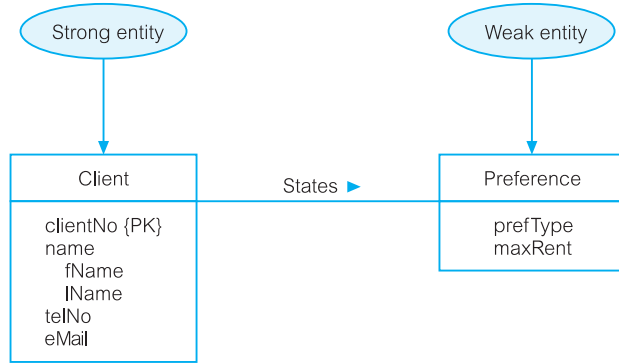 Strong entity
Weak entity
Client
States ►
Preference
clientNo {PK}
name
fName
lName
telNo
eMail
prefType
maxRent